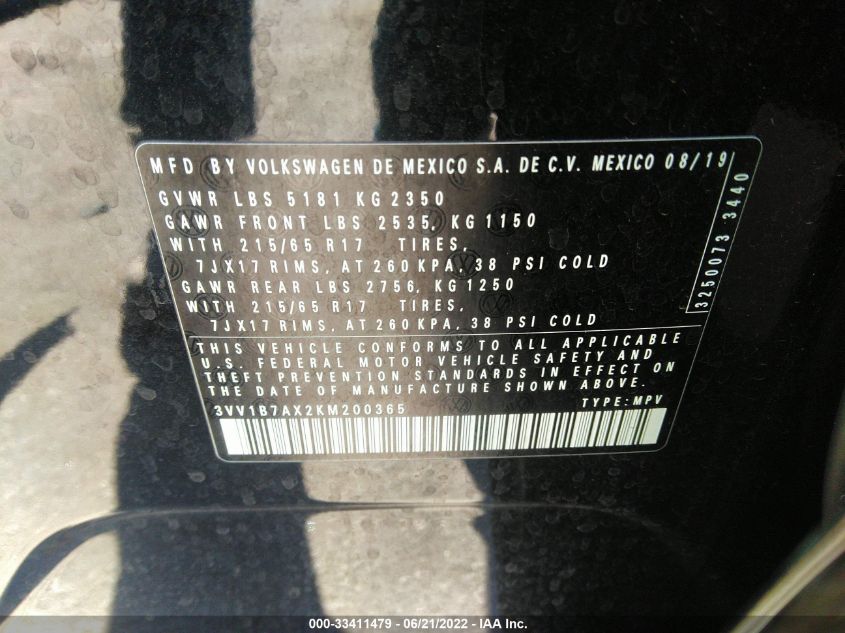 MFD BY VOLKSWAGEN DE MEXICO S.A. DE C.V. MEXICO 08/19
GVWR LBS 5181 KG 2350
GAWR FRONT LBS 2535, KG 1150
WITH 215/65 R17 TIRES,
7JX17 RIMS, AT 260 KPA, 38 PSI COLD
GAWR REAR LBS 2756, KG 1250
WITH 215/65 R17 TIRES,
7JX17 RIMS, AT 260 KPA, 38 PSI COLD
3250073 3440
THIS VEHICLE CONFORMS TO ALL APPLICABLE
U.S. FEDERAL MOTOR VEHICLE SAFETY AND
THEFT PREVENTION STANDARDS IN EFFECT ON
THE DATE OF MANUFACTURE SHOWN ABOVE.
3VV1B7AX2KM200365 TYPE: MPV
000-33411479 - 06/21/2022 - IAA Inc.